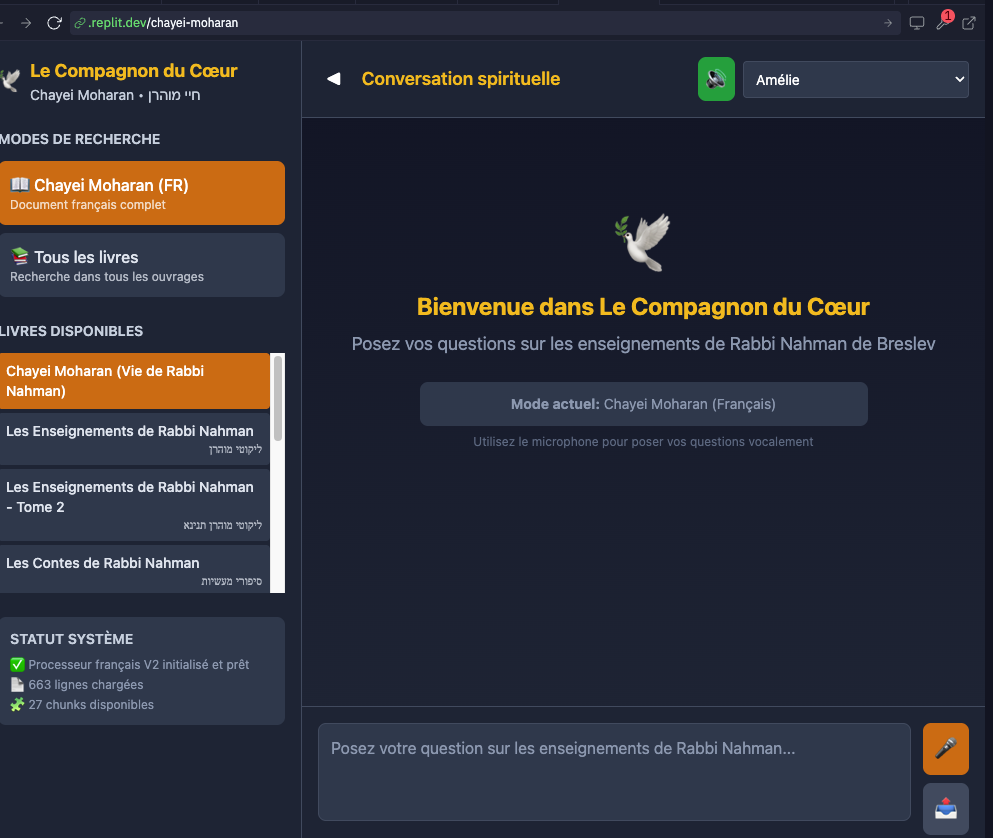 .replit.dev/chayei-moharan
1
Le Compagnon du Cœur
Chayei Moharan • חיי מוהרן
MODES DE RECHERCHE
Chayei Moharan (FR)
Document français complet
Tous les livres
Recherche dans tous les ouvrages
LIVRES DISPONIBLES
Chayei Moharan (Vie de Rabbi
Nahman)
Les Enseignements de Rabbi Nahman
ליקוטי מוהרן
Les Enseignements de Rabbi Nahman
- Tome 2
ליקוטי מוהרן תנינא
Les Contes de Rabbi Nahman
סיפורי מעשיות
STATUT SYSTÈME
Processeur français V2 initialisé et prêt
663 lignes chargées
27 chunks disponibles
Conversation spirituelle
Amélie
Bienvenue dans Le Compagnon du Cœur
Posez vos questions sur les enseignements de Rabbi Nahman de Breslev
Mode actuel: Chayei Moharan (Français)
Utilisez le microphone pour poser vos questions vocalement
Posez votre question sur les enseignements de Rabbi Nahman...